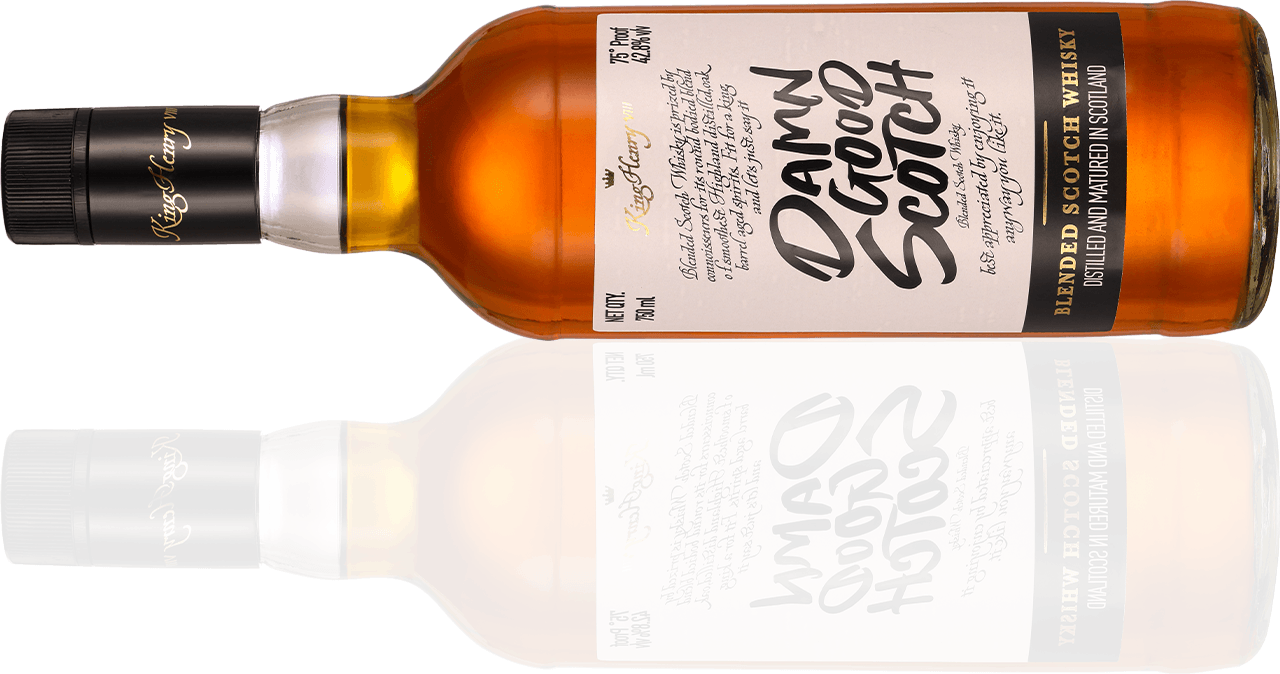 King Henry VIII
NET QTY.
750 ml.
75° Proof
42.8% v/v
King Henry VIII
Blended Scotch Whisky is prized by
connoisseurs for its round bodied blend
of smoothest Highland distilled, oak
barrel aged spirits. Fit for a king
and lets just say it
DAMN
GOOD
SCOTCH
Blended Scotch Whisky
best appreciated by enjoying it
anyway you like it.
BLENDED SCOTCH WHISKY
DISTILLED AND MATURED IN SCOTLAND